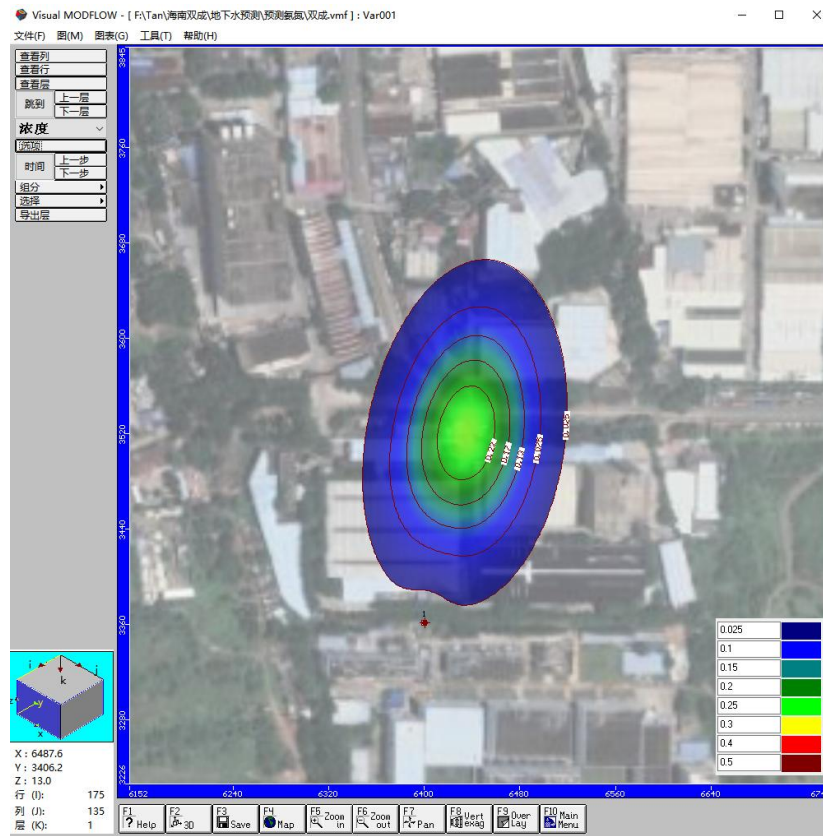 Visual MODFLOW - [ F:\Tan\海南双成\地下水预测\预测氨氮\双成.vmf ] : Var001
文件(F) 图(M) 图表(G) 工具(T) 帮助(H)
查看列
查看行
查看层
跳到
上一层
下一层
浓度
选项
时间
上一步
下一步
组分
选择
导出层
3845
3760
3680
3600
3520
3440
3360
3280
3226
6152
6240
6320
6400
6480
6560
6640
0.025
1
0.025
0.1
0.15
0.2
0.25
0.3
0.4
0.5
i
j
k
y
x
z
X : 6487.6
Y : 3406.2
Z : 13.0
行 (I): 175
列 (J): 135
层 (K): 1
F1 ? Help
F2 3D
F3 Save
F4 Map
F5 Zoom in
F6 Zoom out
F7 Pan
F8 Vert exag
F9 Over Lay
F10 Main Menu